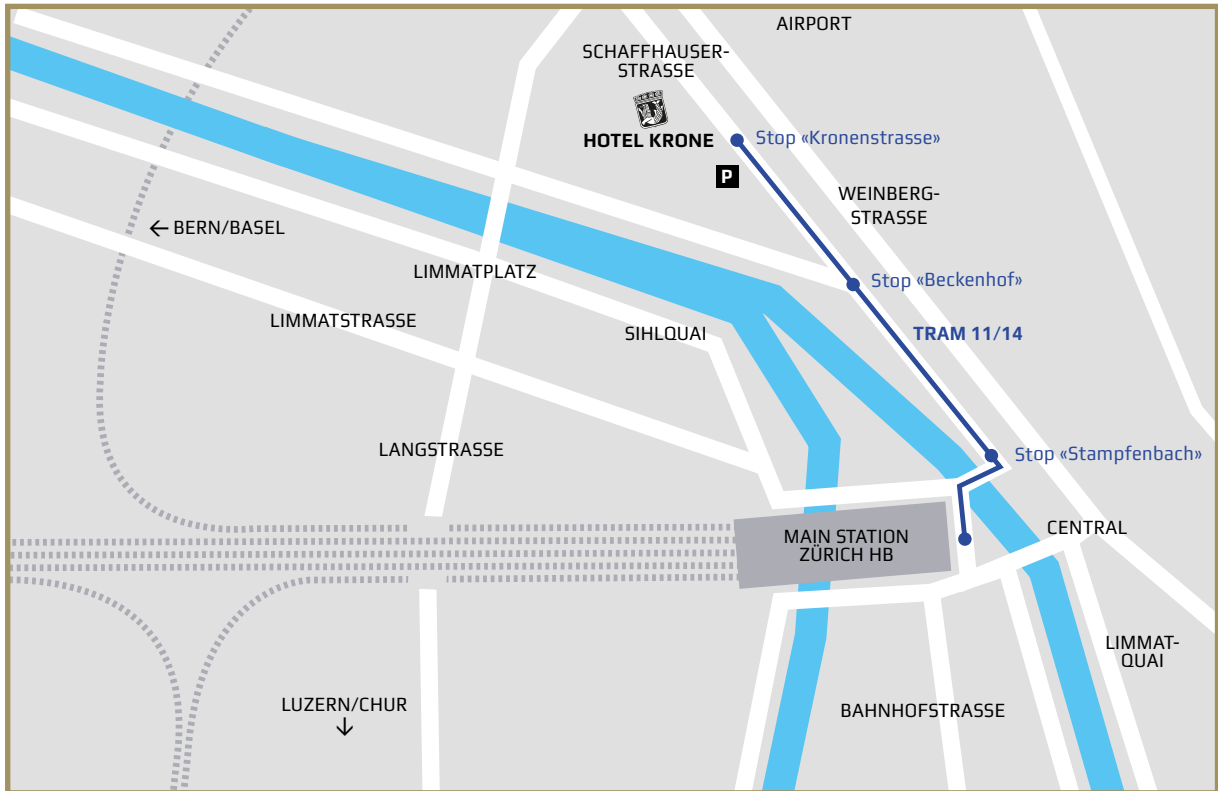 AIRPORT
SCHAFFHAUSER-
STRASSE
HOTEL KRONE
Stop «Kronenstrasse»
P
WEINBERG-
STRASSE
← BERN/BASEL
LIMMATPLATZ
Stop «Beckenhof»
LIMMATSTRASSE
SIHLQUAI
TRAM 11/14
LANGSTRASSE
Stop «Stampfenbach»
MAIN STATION
ZÜRICH HB
CENTRAL
LIMMAT-
QUAI
LUZERN/CHUR
↓
BAHNHOFSTRASSE